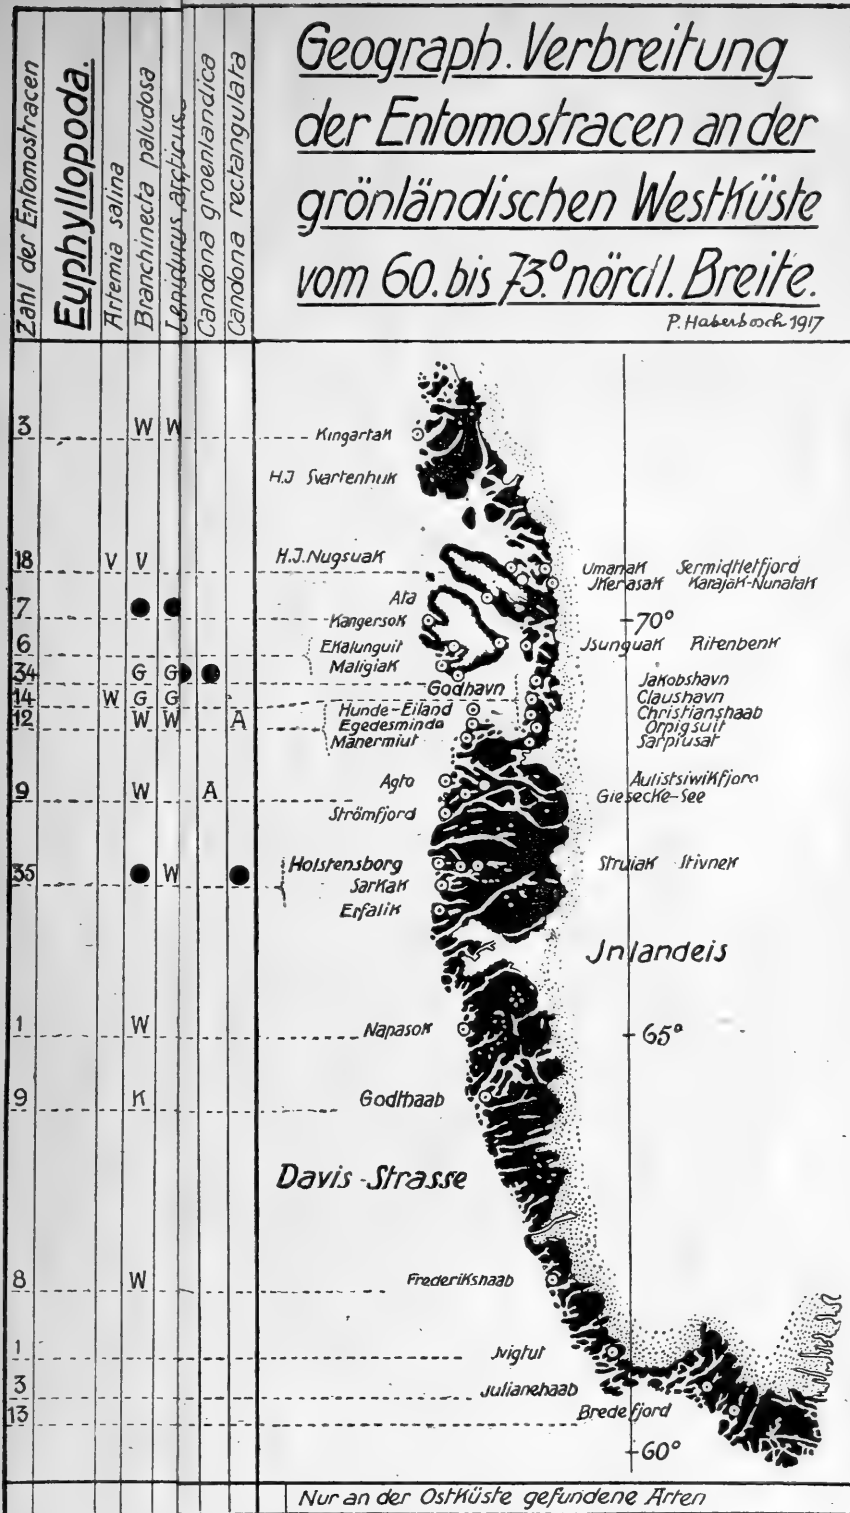 Geograph. Verbreitung
der Entomostracen an der
grönländischen Westküste
vom 60. bis 73.° nördl. Breite.
P. Haberbosch 1917
Zahl der Entomostracen
Euphyllopoda.
Artemia salina
Branchinecta paludosa
Lepidurus arcticus
Candona groenlandica
Candona rectangulata
3 W W Kingartak
H.J Svartenhuk
18 V V H.J. Nugsuak Umanak Sermidtletfjord
Jkerasak Karajak-Nunatak
7 Ata
Kangersok 70°
6 Ekalunguit Jsunguak Ritenbenk
34 G G Maligiak
Jakobshavn
14 W G G Godhavn Claushavn
12 W W A Hunde-Eiland Christianshaab
Egedesminde Orpigsuit
Manermiut Sarpiusat
9 W A Agto Aulistsiwikfjord
Giesecke-See
Strömfjord
35 W Holstensborg Struiak Stivnek
Sarkak
Erfalik
Jnlandeis
1 W Napasok 65°
9 K Godthaab
Davis-Strasse
8 W Frederikshaab
1 Jvigtut
3 Julianehaab
13 Bredefjord
60°
Nur an der Ostküste gefundene Arten